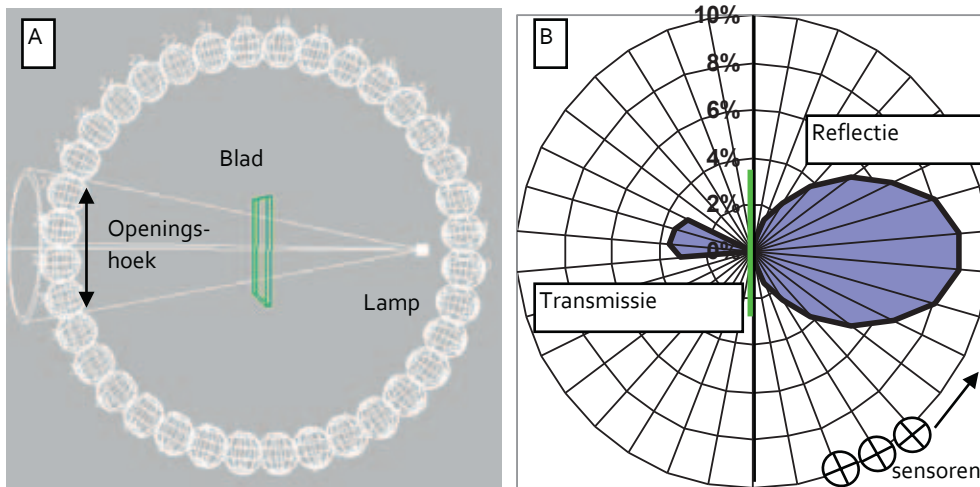 A
Blad
Openings-
hoek
Lamp
B
10%
8%
6%
4%
2%
0%
Reflectie
Transmissie
sensoren